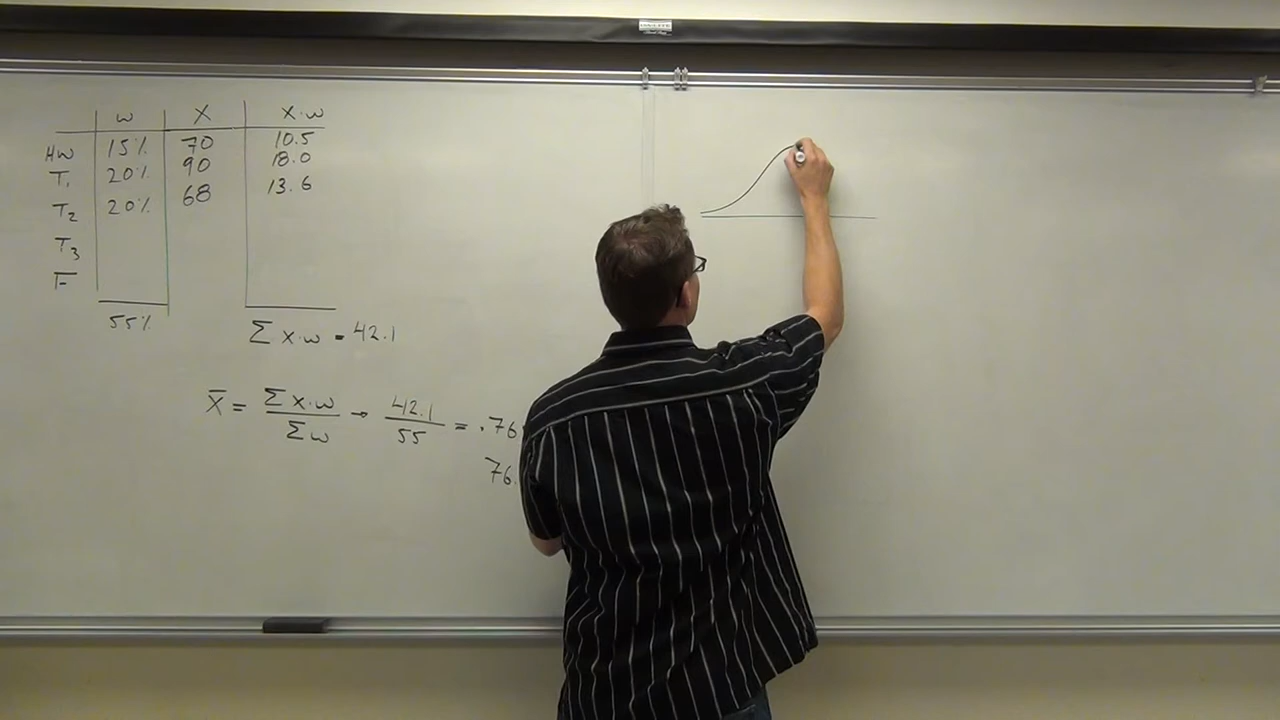 w X X·w
HW 15% 70 10.5
T1 20% 90 18.0
T2 20% 68 13.6
T3
F
55%
Σ X·w = 42.1
X̄ = Σ X·w / Σw → 42.1 / 55 = .76
76.